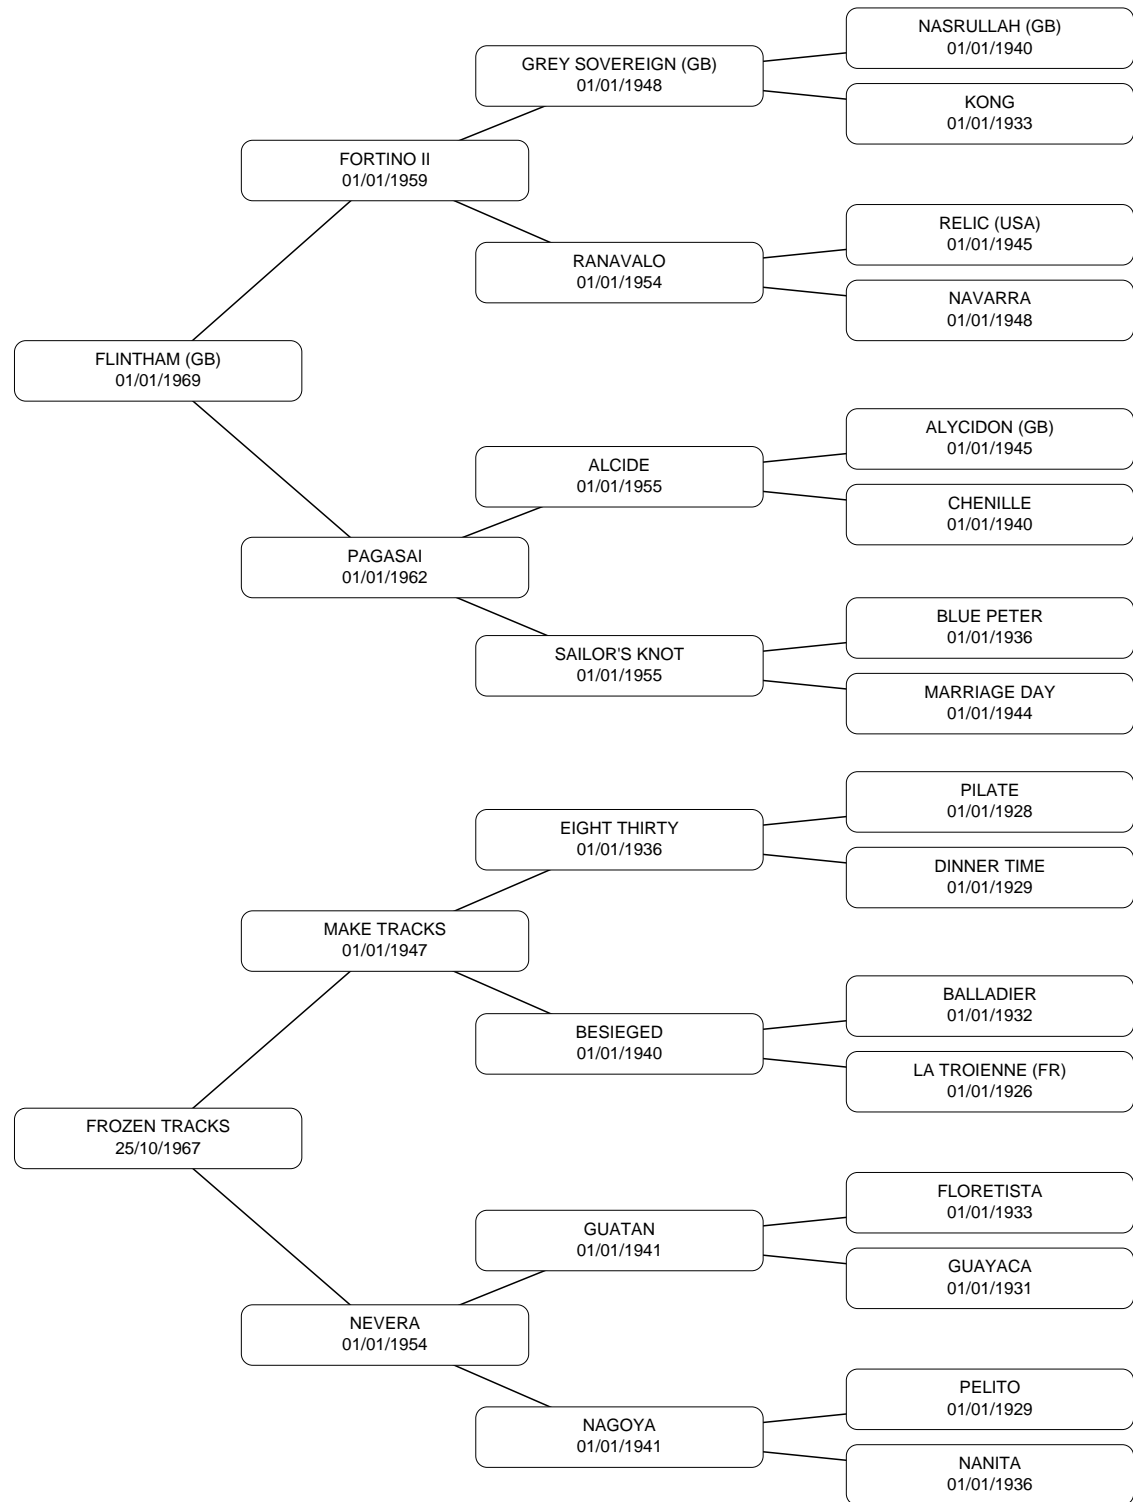 NASRULLAH (GB)
01/01/1940
GREY SOVEREIGN (GB)
01/01/1948
KONG
01/01/1933
FORTINO II
01/01/1959
RELIC (USA)
01/01/1945
RANAVALO
01/01/1954
NAVARRA
01/01/1948
FLINTHAM (GB)
01/01/1969
ALYCIDON (GB)
01/01/1945
ALCIDE
01/01/1955
CHENILLE
01/01/1940
PAGASAI
01/01/1962
BLUE PETER
01/01/1936
SAILOR'S KNOT
01/01/1955
MARRIAGE DAY
01/01/1944
PILATE
01/01/1928
EIGHT THIRTY
01/01/1936
DINNER TIME
01/01/1929
MAKE TRACKS
01/01/1947
BALLADIER
01/01/1932
BESIEGED
01/01/1940
LA TROIENNE (FR)
01/01/1926
FROZEN TRACKS
25/10/1967
FLORETISTA
01/01/1933
GUATAN
01/01/1941
GUAYACA
01/01/1931
NEVERA
01/01/1954
PELITO
01/01/1929
NAGOYA
01/01/1941
NANITA
01/01/1936